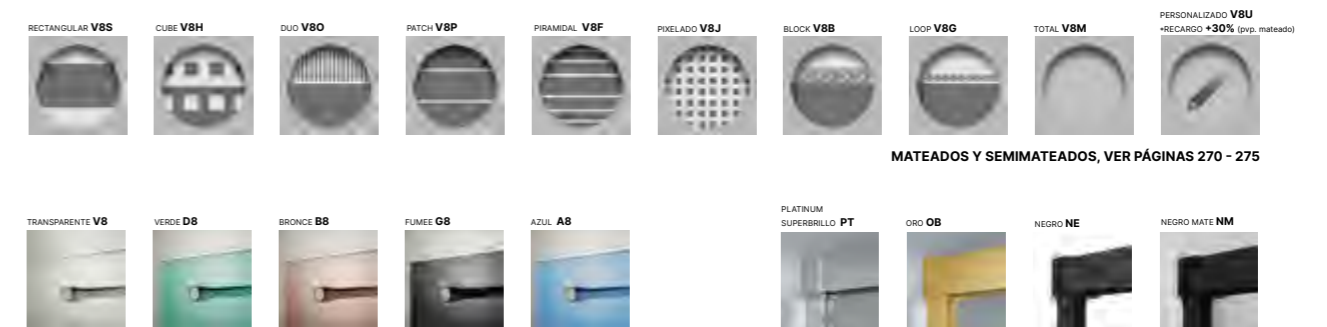 RECTANGULAR V8S
CUBE V8H
DUO V8O
PATCH V8P
PIRAMIDAL V8F
PIXELADO V8J
BLOCK V8B
LOOP V8G
TOTAL V8M
PERSONALIZADO V8U
*RECARGO +30% (pvp. mateado)
MATEADOS Y SEMIMATEADOS, VER PÁGINAS 270 - 275
TRANSPARENTE V8
VERDE D8
BRONCE B8
FUMEE G8
AZUL A8
PLATINUM
SUPERBRILLO PT
ORO OB
NEGRO NE
NEGRO MATE NM